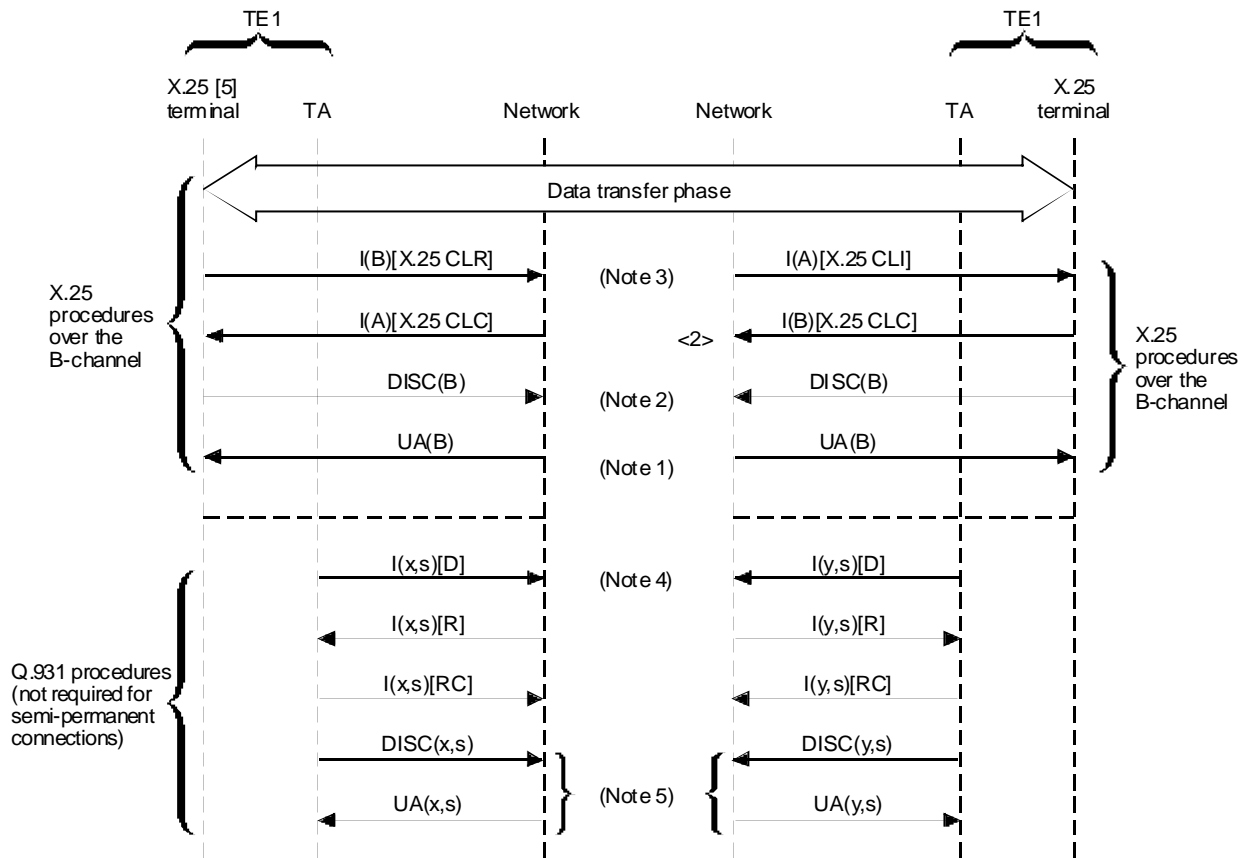 TE1 TE1
X.25 [5]
terminal
TA
Network
Network
TA
X.25
terminal
Data transfer phase
I(B)[X.25 CLR] (Note 3) I(A)[X.25 CLI]
I(A)[X.25 CLC] <2> I(B)[X.25 CLC]
X.25
procedures
over the
B-channel
X.25
procedures
over the
B-channel
DISC(B) (Note 2) DISC(B)
UA(B) (Note 1) UA(B)
I(x,s)[D] (Note 4) I(y,s)[D]
I(x,s)[R] I(y,s)[R]
Q.931 procedures
(not required for
semi-permanent
connections)
I(x,s)[RC] I(y,s)[RC]
DISC(x,s) DISC(y,s)
(Note 5)
UA(x,s) UA(y,s)